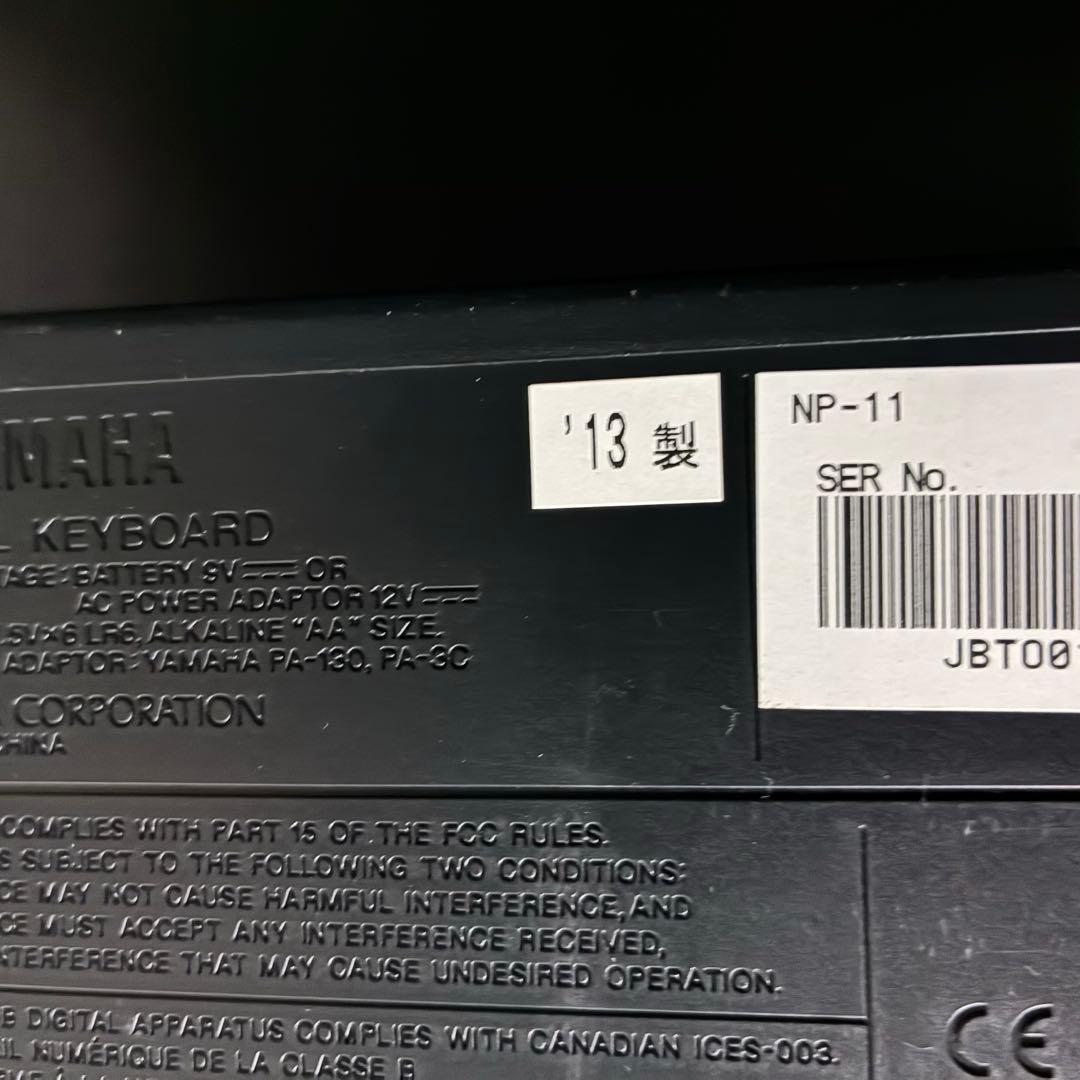 AMAHA
L KEYBOARD
TAGE:BATTERY 9V⎓ OR
AC POWER ADAPTOR 12V⎓
.5V×6 LR6, ALKALINE "AA" SIZE.
ADAPTOR:YAMAHA PA-130, PA-3C
CORPORATION
CHINA
'13 製
NP-11
SER No.
JBT00
COMPLIES WITH PART 15 OF THE FCC RULES.
S SUBJECT TO THE FOLLOWING TWO CONDITIONS:
CE MAY NOT CAUSE HARMFUL INTERFERENCE, AND
CE MUST ACCEPT ANY INTERFERENCE RECEIVED,
NTERFERENCE THAT MAY CAUSE UNDESIRED OPERATION.
B DIGITAL APPARATUS COMPLIES WITH CANADIAN ICES-003.
IL NUMÉRIQUE DE LA CLASSE B
CE